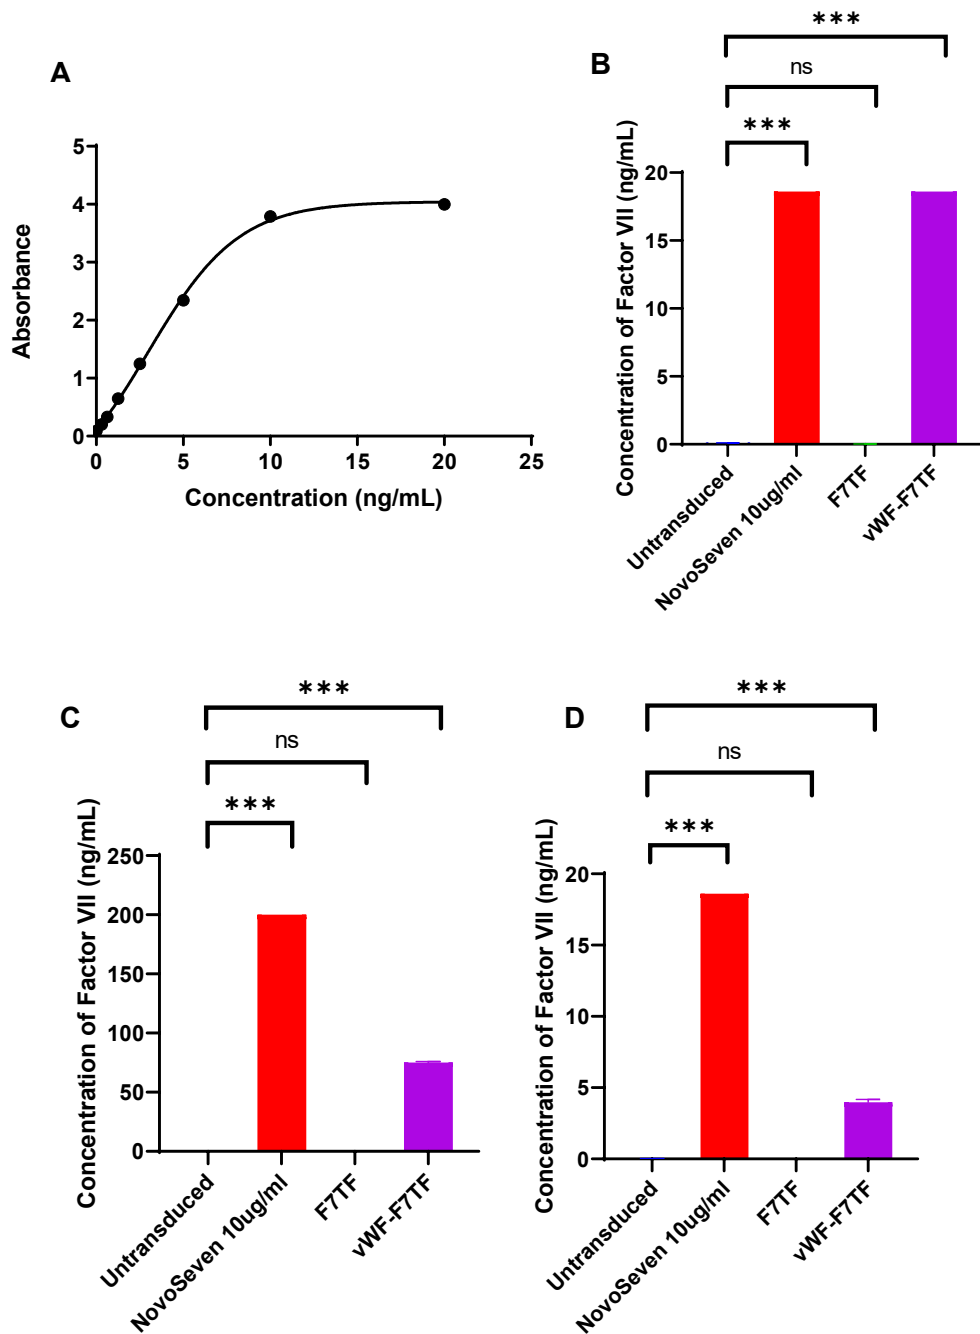 A
Absorbance
5
4
3
2
1
0
0 5 10 15 20 25
Concentration (ng/mL)
B
***
ns
***
Concentration of Factor VII (ng/mL)
20
15
10
5
0
Untransduced
NovoSeven 10ug/ml
F7TF
vWF-F7TF
C
***
ns
***
Concentration of Factor VII (ng/mL)
250
200
150
100
50
0
Untransduced
NovoSeven 10ug/ml
F7TF
vWF-F7TF
D
***
ns
***
Concentration of Factor VII (ng/mL)
20
15
10
5
0
Untransduced
NovoSeven 10ug/ml
F7TF
vWF-F7TF